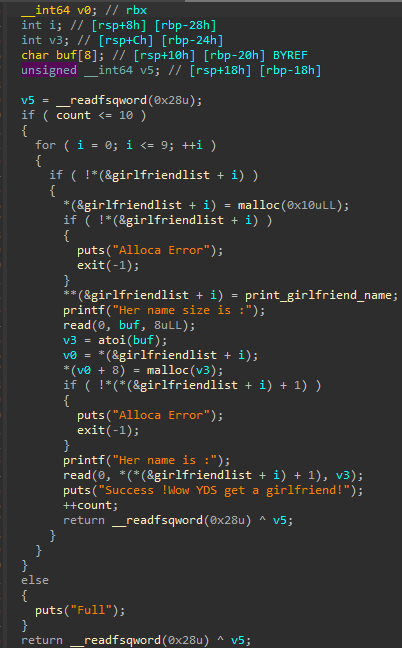 __int64 v0; // rbx
int i; // [rsp+8h] [rbp-28h]
int v3; // [rsp+Ch] [rbp-24h]
char buf[8]; // [rsp+10h] [rbp-20h] BYREF
unsigned __int64 v5; // [rsp+18h] [rbp-18h]

v5 = __readfsqword(0x28u);
if ( count <= 10 )
{
  for ( i = 0; i <= 9; ++i )
  {
    if ( !*(&girlfriendlist + i) )
    {
      *(&girlfriendlist + i) = malloc(0x10uLL);
      if ( !*(&girlfriendlist + i) )
      {
        puts("Alloca Error");
        exit(-1);
      }
      **(&girlfriendlist + i) = print_girlfriend_name;
      printf("Her name size is :");
      read(0, buf, 8uLL);
      v3 = atoi(buf);
      v0 = *(&girlfriendlist + i);
      *(v0 + 8) = malloc(v3);
      if ( !*(*(&girlfriendlist + i) + 1) )
      {
        puts("Alloca Error");
        exit(-1);
      }
      printf("Her name is :");
      read(0, *(*(&girlfriendlist + i) + 1), v3);
      puts("Success !Wow YDS get a girlfriend!");
      ++count;
      return __readfsqword(0x28u) ^ v5;
    }
  }
}
else
{
  puts("Full");
}
return __readfsqword(0x28u) ^ v5;